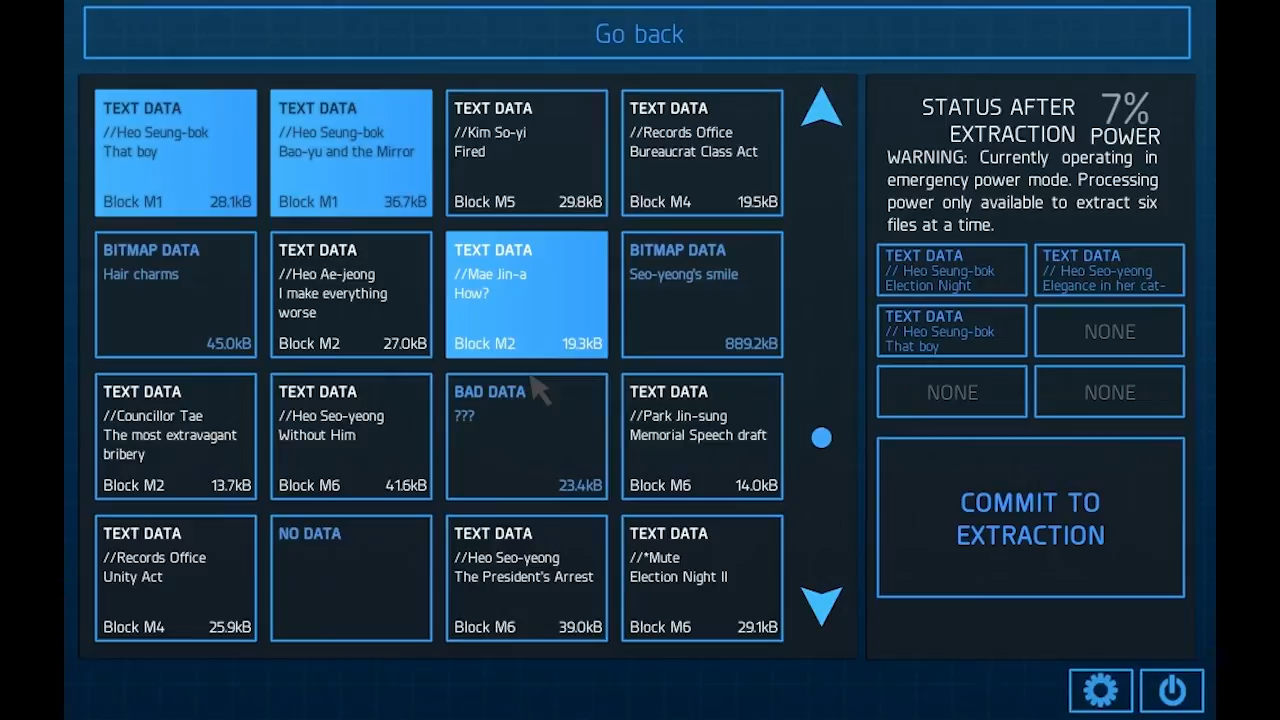 Go back
TEXT DATA
//Heo Seung-bok
That boy
Block M1 28.1kB
TEXT DATA
//Heo Seung-bok
Bao-yu and the Mirror
Block M1 36.7kB
TEXT DATA
//Kim So-yi
Fired
Block M5 29.8kB
TEXT DATA
//Records Office
Bureaucrat Class Act
Block M4 19.5kB
BITMAP DATA
Hair charms
45.0kB
TEXT DATA
//Heo Ae-jeong
I make everything
worse
Block M2 27.0kB
TEXT DATA
//Mae Jin-a
How?
Block M2 19.3kB
BITMAP DATA
Seo-yeong's smile
889.2kB
TEXT DATA
//Councillor Tae
The most extravagant
bribery
Block M2 13.7kB
TEXT DATA
//Heo Seo-yeong
Without Him
Block M6 41.6kB
BAD DATA
???
23.4kB
TEXT DATA
//Park Jin-sung
Memorial Speech draft
Block M6 14.0kB
TEXT DATA
//Records Office
Unity Act
Block M4 25.9kB
NO DATA
TEXT DATA
//Heo Seo-yeong
The President's Arrest
Block M6 39.0kB
TEXT DATA
//*Mute
Election Night II
Block M6 29.1kB
STATUS AFTER
EXTRACTION
7%
POWER
WARNING: Currently operating in
emergency power mode. Processing
power only available to extract six
files at a time.
TEXT DATA
// Heo Seung-bok
Election Night
TEXT DATA
// Heo Seo-yeong
Elegance in her cat-
TEXT DATA
// Heo Seung-bok
That boy
NONE
NONE
NONE
COMMIT TO
EXTRACTION